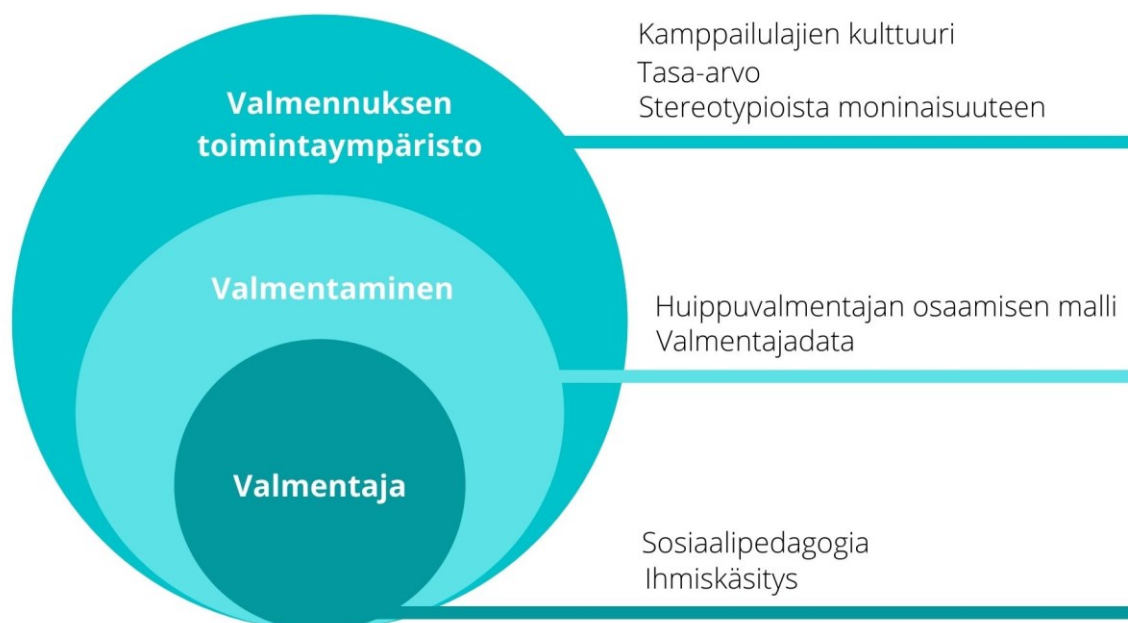 Kamppailulajien kulttuuri
Tasa-arvo
Stereotypioista moninaisuuteen
Valmennuksen
toimintaympäristo
Valmentaminen
Huippuvalmentajan osaamisen malli
Valmentajadata
Valmentaja
Sosiaalipedagogia
Ihmiskäsitys